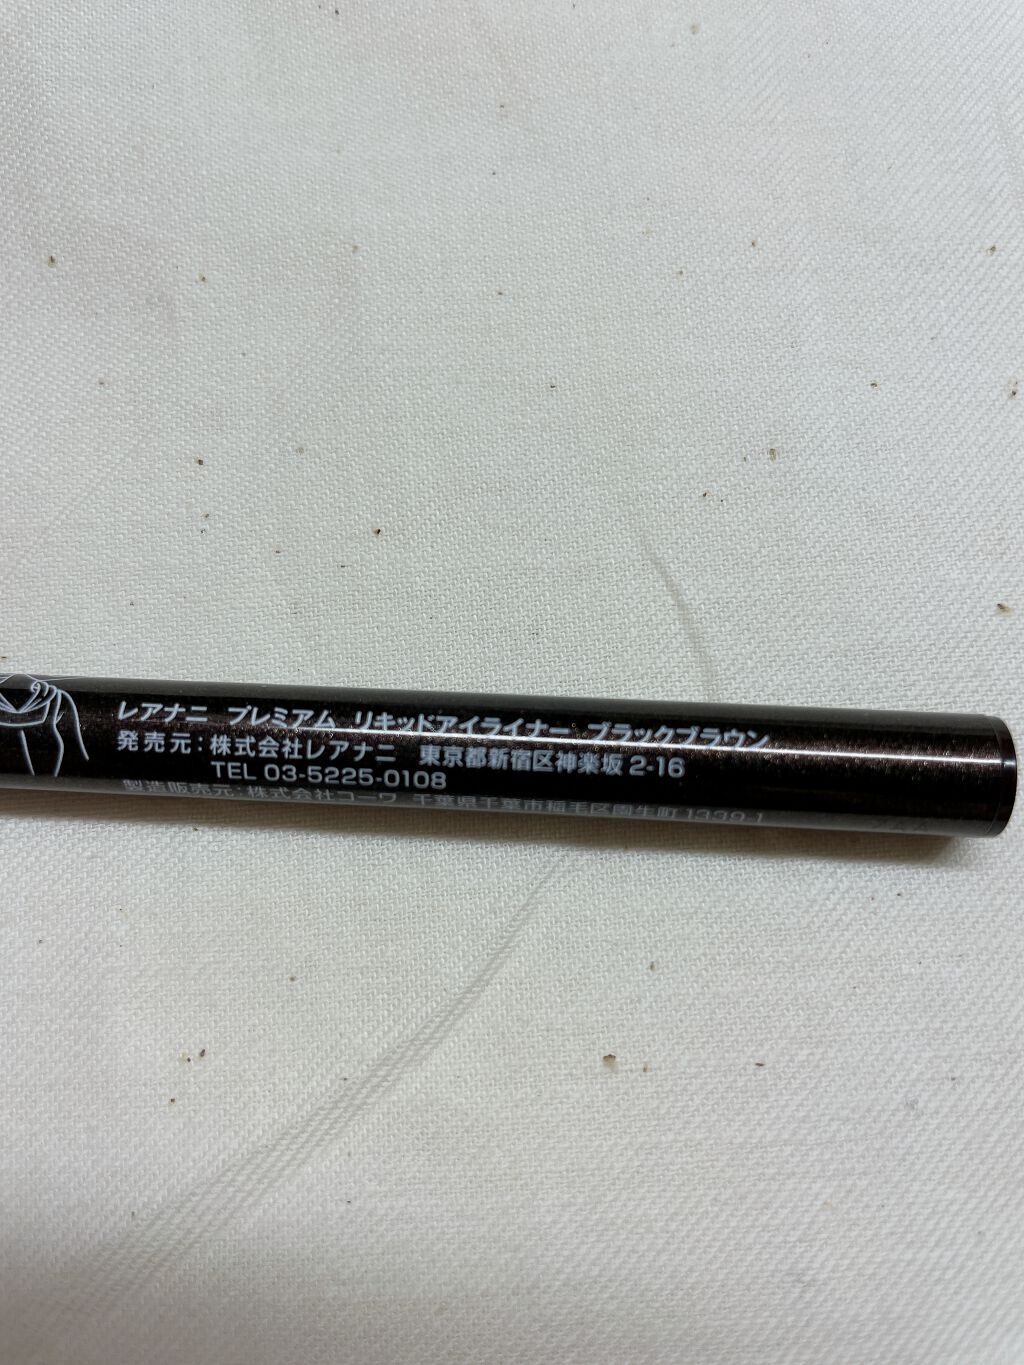 レアナニ プレミアム リキッドアイライナー ブラックブラウン
発売元：株式会社レアナニ 東京都新宿区神楽坂2-16
TEL 03-5225-0108
製造販売元：株式会社コーワ 千葉県千葉市稲毛区園生町1339-1